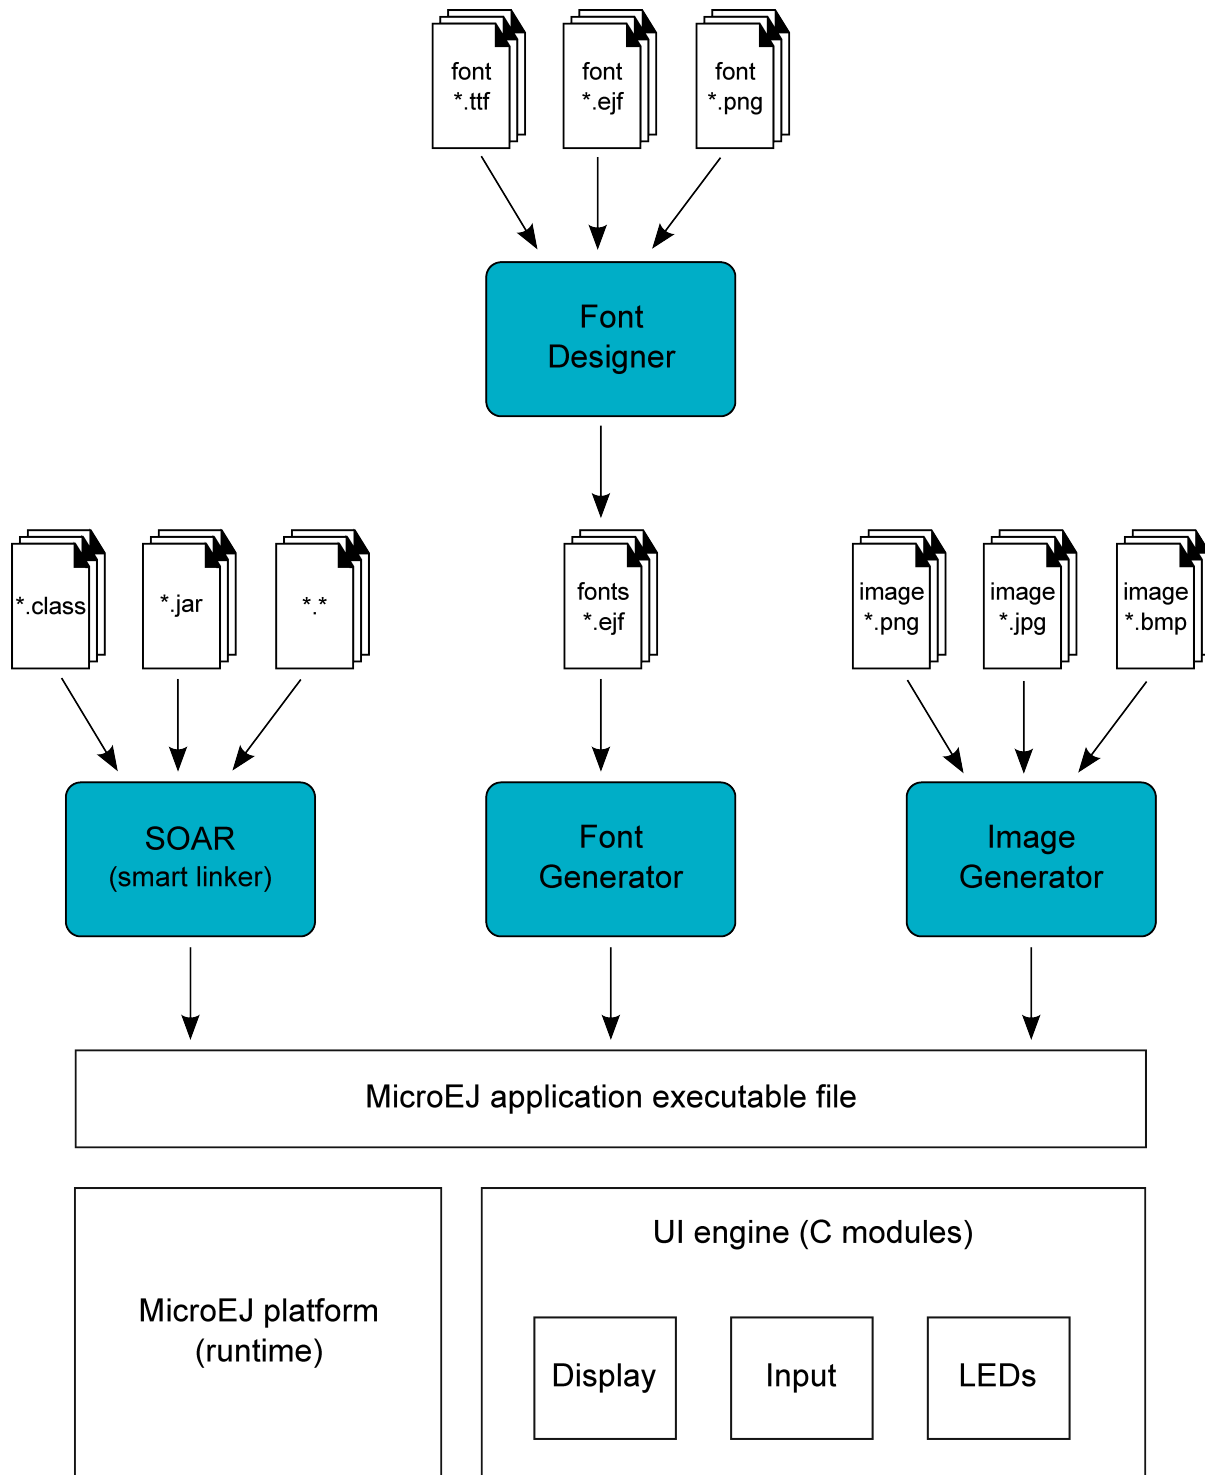 font
*.ttf
font
*.ejf
font
*.png
Font
Designer
*.class
*.jar
*.*
fonts
*.ejf
image
*.png
image
*.jpg
image
*.bmp
SOAR
(smart linker)
Font
Generator
Image
Generator
MicroEJ application executable file
MicroEJ platform
(runtime)
UI engine (C modules)
Display
Input
LEDs